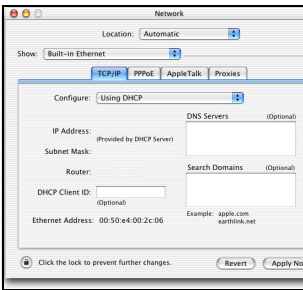 Network
Location: Automatic
Show: Built-in Ethernet
TCP/IP PPPoE AppleTalk Proxies
Configure: Using DHCP
DNS Servers (Optional)
IP Address:
(Provided by DHCP Server)
Subnet Mask:
Router:
Search Domains (Optional)
DHCP Client ID:
(Optional)
Ethernet Address: 00:50:e4:00:2c:06
Example: apple.com
earthlink.net
Click the lock to prevent further changes.
Revert
Apply No